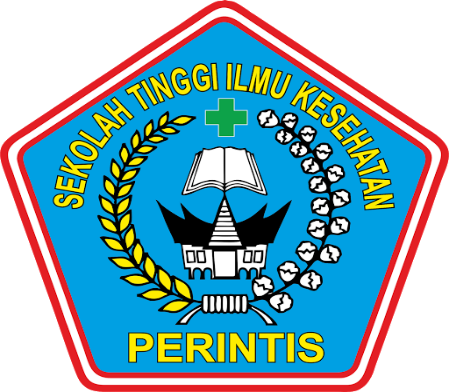 SEKOLAH TINGGI ILMU KESEHATAN
PERINTIS